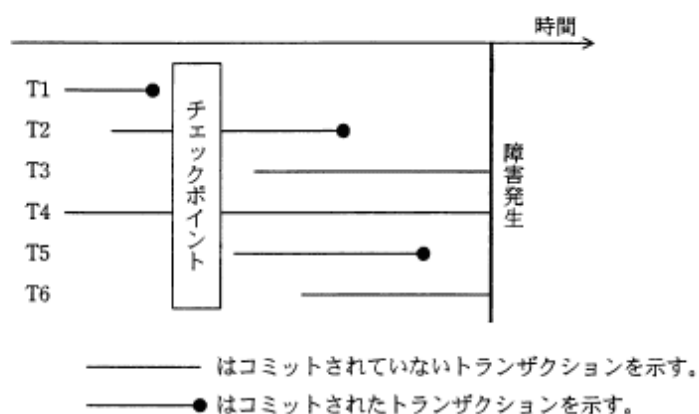 時間
T1
T2
T3
T4
T5
T6
チェックポイント
障害発生
はコミットされていないトランザクションを示す。
はコミットされたトランザクションを示す。